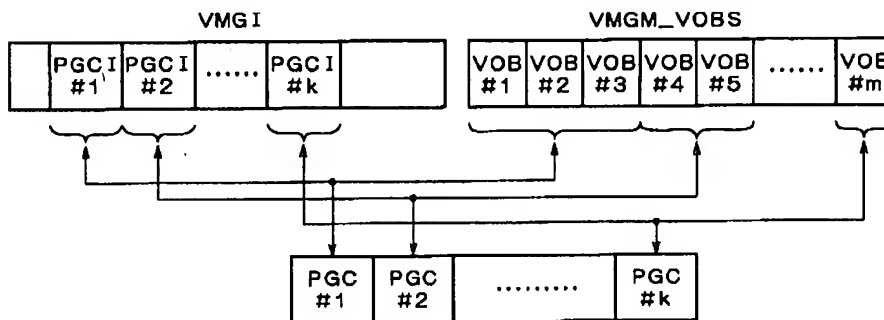 VMGI VMGM_VOBS
PGCI PGCI ...... PGCI VOB VOB VOB VOB VOB ...... VOB
#1 #2 #k #1 #2 #3 #4 #5 #m
PGC PGC ......... PGC
#1 #2 #k